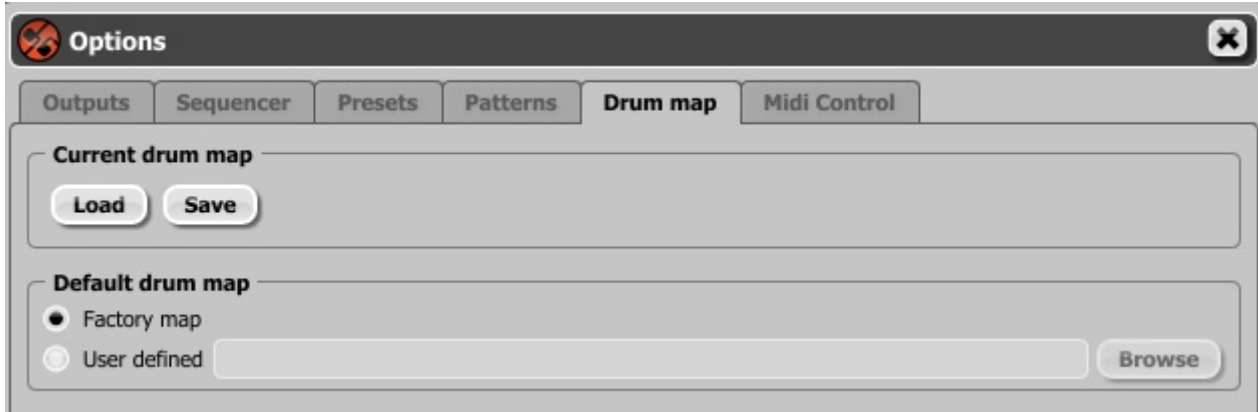 Options
Outputs Sequencer Presets Patterns Drum map Midi Control
Current drum map
Load Save
Default drum map
Factory map
User defined Browse